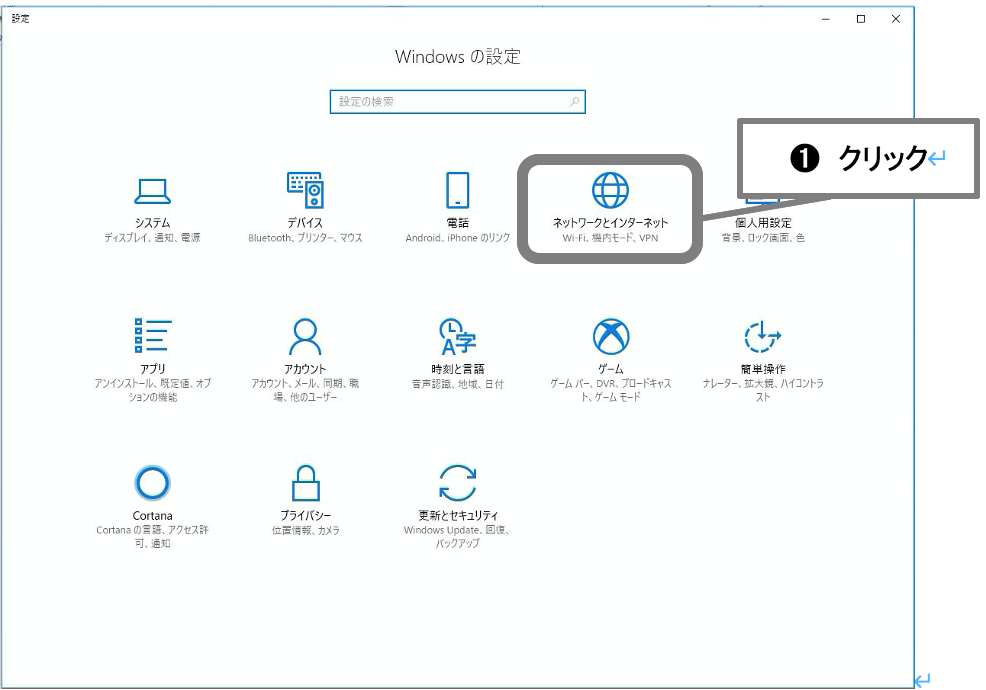 設定
Windows の設定
設定の検索
❶ クリック↵
システム
ディスプレイ、通知、電源
デバイス
Bluetooth、プリンター、マウス
電話
Android、iPhone のリンク
ネットワークとインターネット
Wi-Fi、機内モード、VPN
個人用設定
背景、ロック画面、色
アプリ
アンインストール、既定値、オプ
ションの機能
アカウント
アカウント、メール、同期、職
場、他のユーザー
時刻と言語
音声認識、地域、日付
ゲーム
ゲーム バー、DVR、ブロードキャス
ト、ゲーム モード
簡単操作
ナレーター、拡大鏡、ハイコントラ
スト
Cortana
Cortana の言語、アクセス許
可、通知
プライバシー
位置情報、カメラ
更新とセキュリティ
Windows Update、回復、
バックアップ
↵